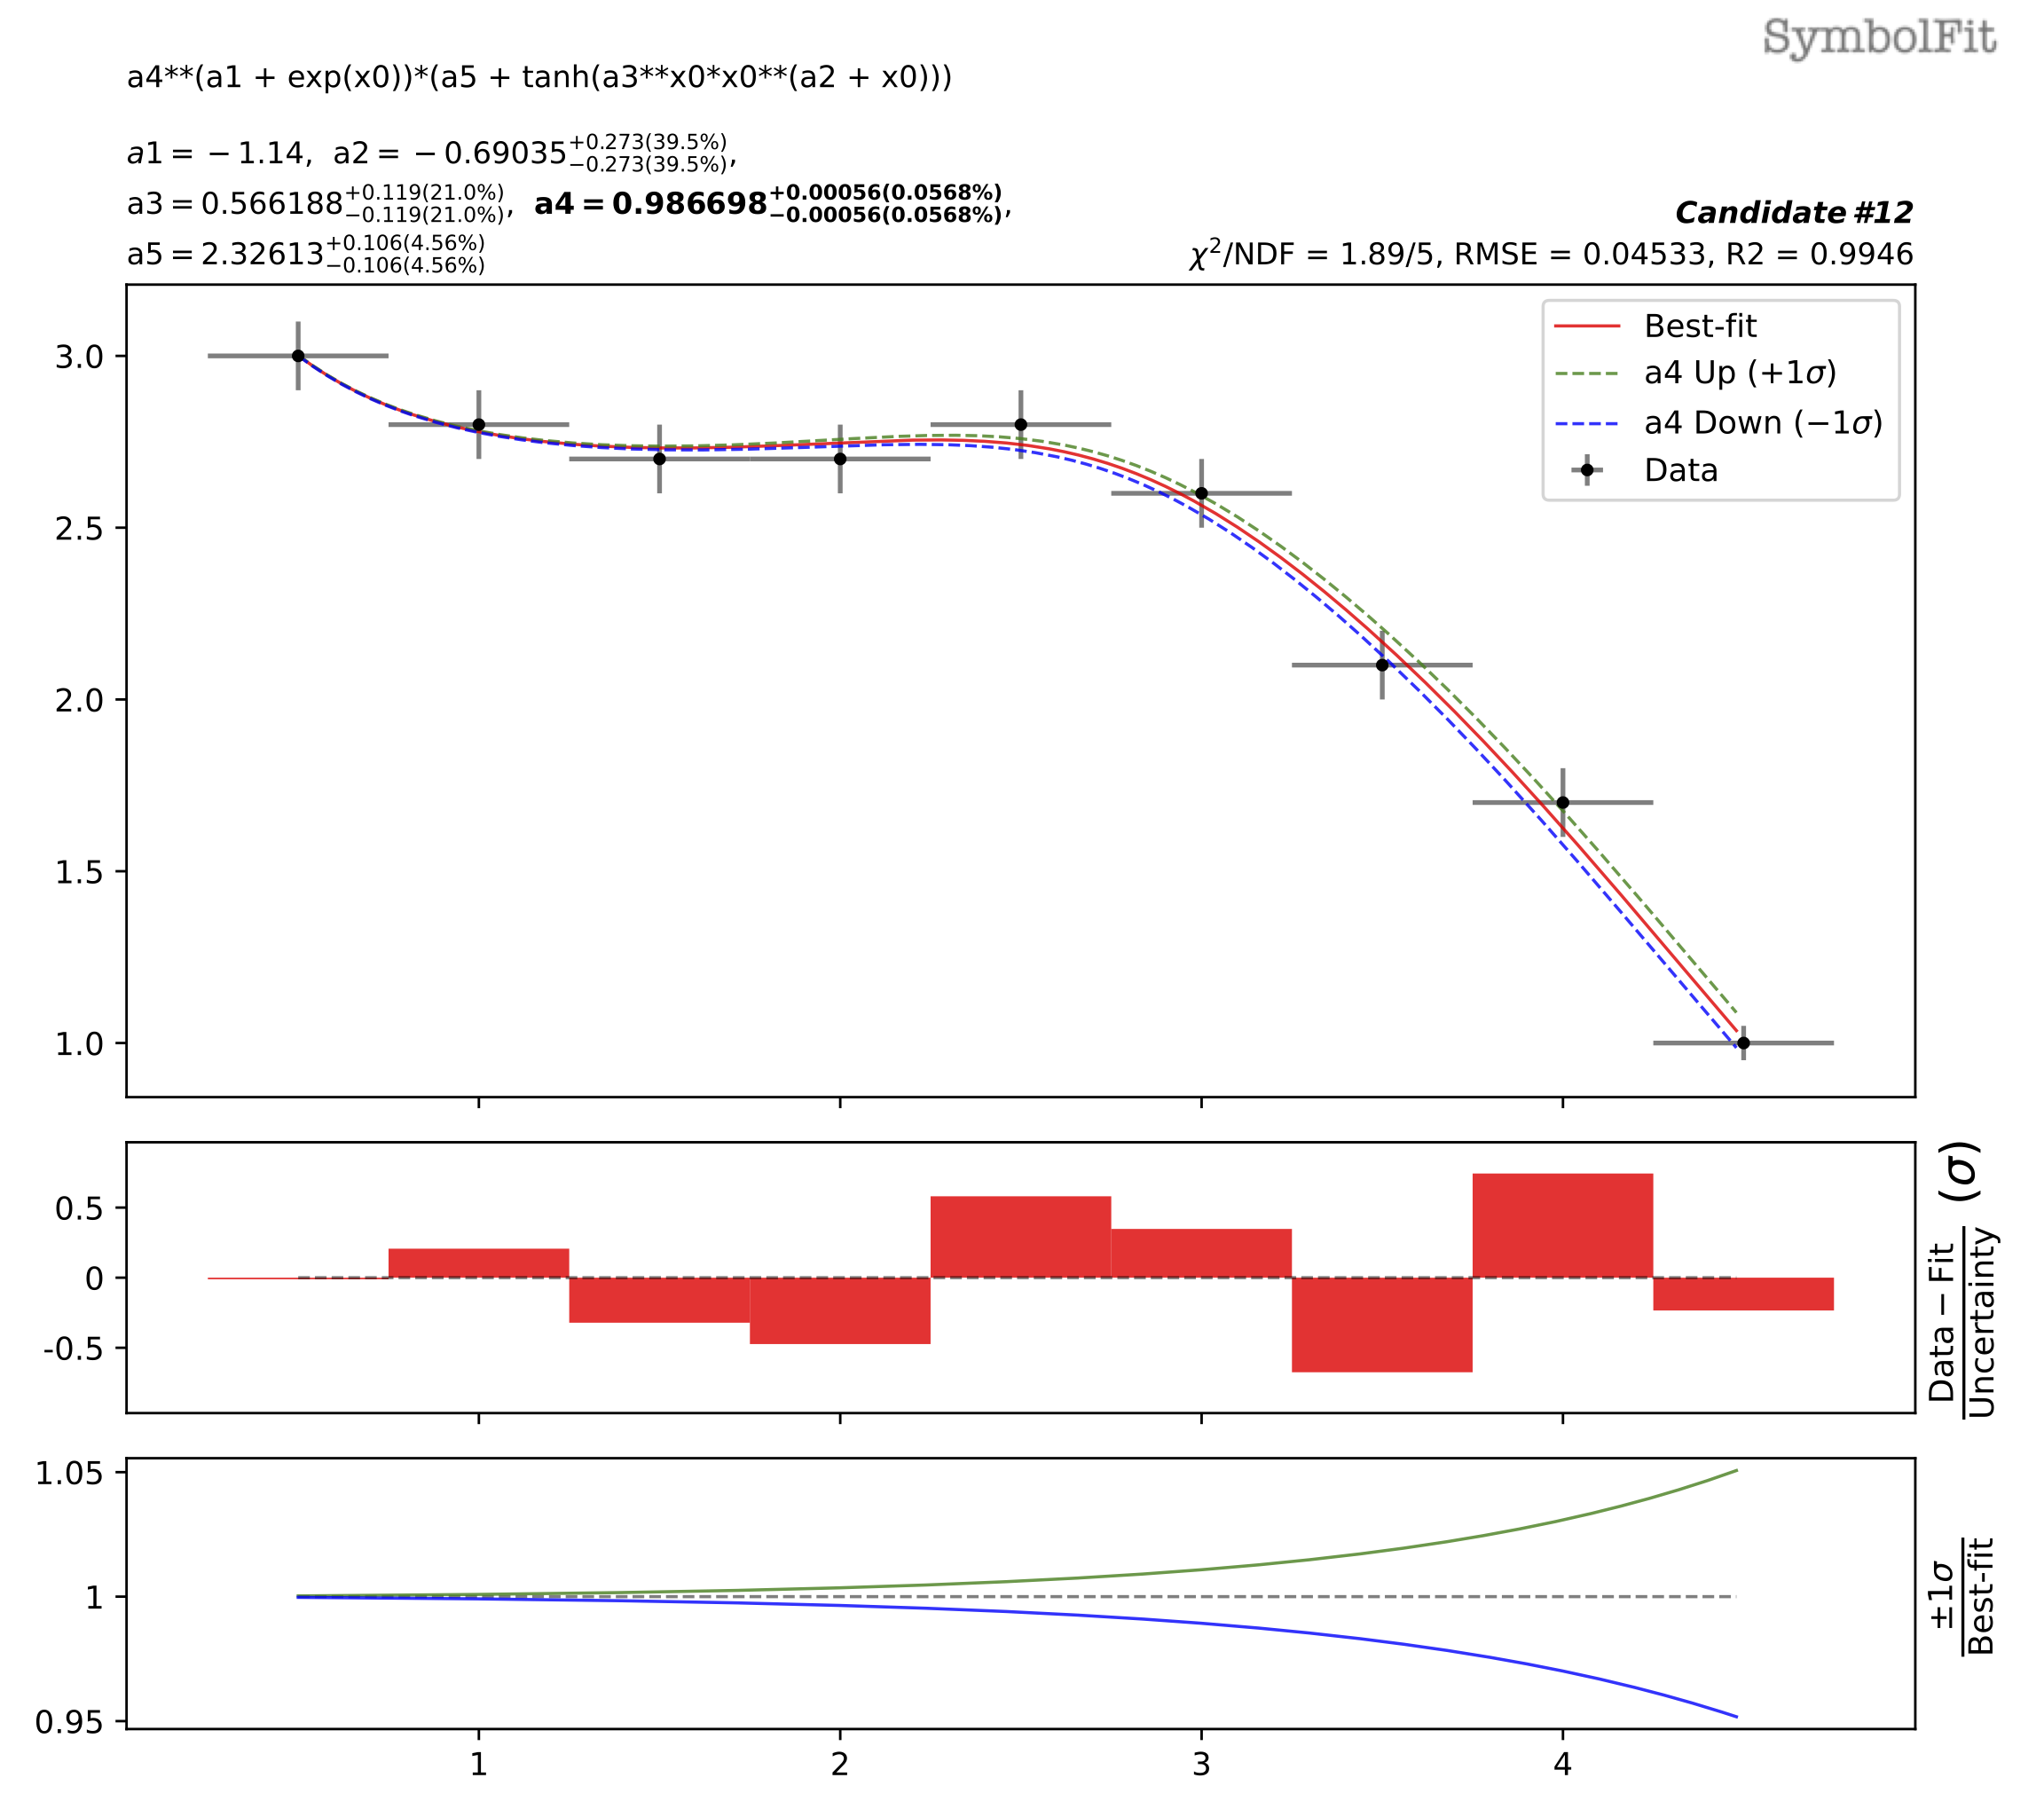 SymbolFit
a4**(a1 + exp(x0))*(a5 + tanh(a3**x0*x0**(a2 + x0)))
a1 = −1.14, a2 = −0.69035 +0.273(39.5%) −0.273(39.5%),
a3 = 0.566188 +0.119(21.0%) −0.119(21.0%), a4 = 0.986698 +0.00056(0.0568%) −0.00056(0.0568%),
Candidate #12
a5 = 2.32613 +0.106(4.56%) −0.106(4.56%)
χ²/NDF = 1.89/5, RMSE = 0.04533, R2 = 0.9946
Best-fit
a4 Up (+1σ)
a4 Down (−1σ)
Data
3.0
2.5
2.0
1.5
1.0
0.5
0
-0.5
Data − Fit
Uncertainty
(σ)
1.05
1
0.95
±1σ
Best-fit
1 2 3 4